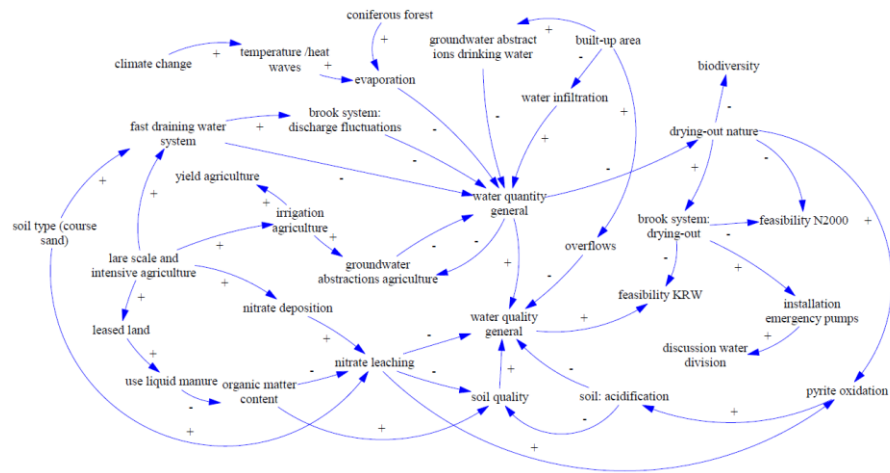 coniferous forest
groundwater abstract
ions drinking water
built-up area
climate change
temperature /heat
waves
evaporation
biodiversity
water infiltration
fast draining water
system
brook system:
discharge fluctuations
drying-out nature
yield agriculture
water quantity
general
soil type (course
sand)
irrigation
agriculture
brook system:
drying-out
feasibility N2000
lare scale and
intensive agriculture
groundwater
abstractions agriculture
overflows
nitrate deposition
feasibility KRW
installation
emergency pumps
leased land
water quality
general
discussion water
division
nitrate leaching
use liquid manure
organic matter
content
soil quality
soil: acidification
pyrite oxidation